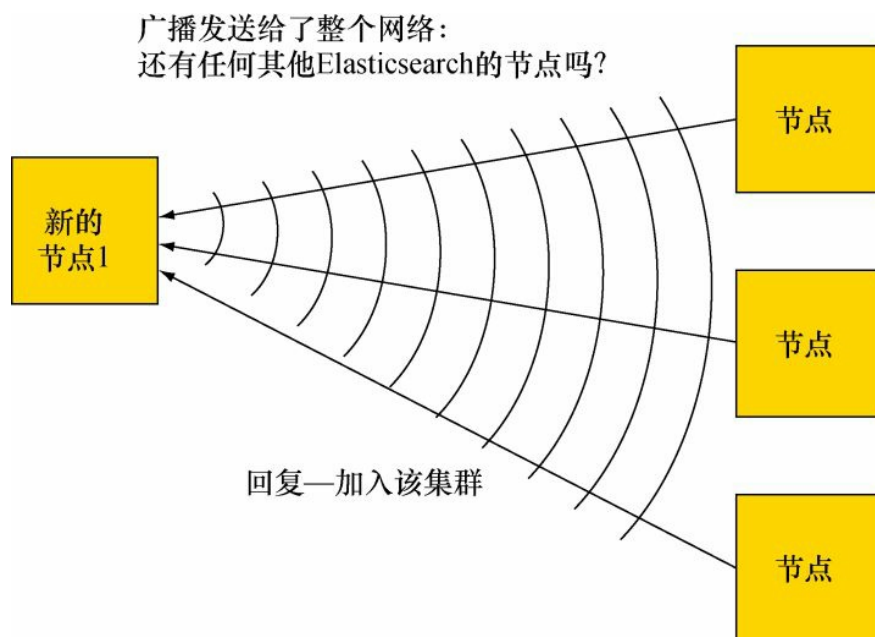 广播发送给了整个网络：
还有任何其他Elasticsearch的节点吗？
节点
新的
节点1
节点
回复—加入该集群
节点